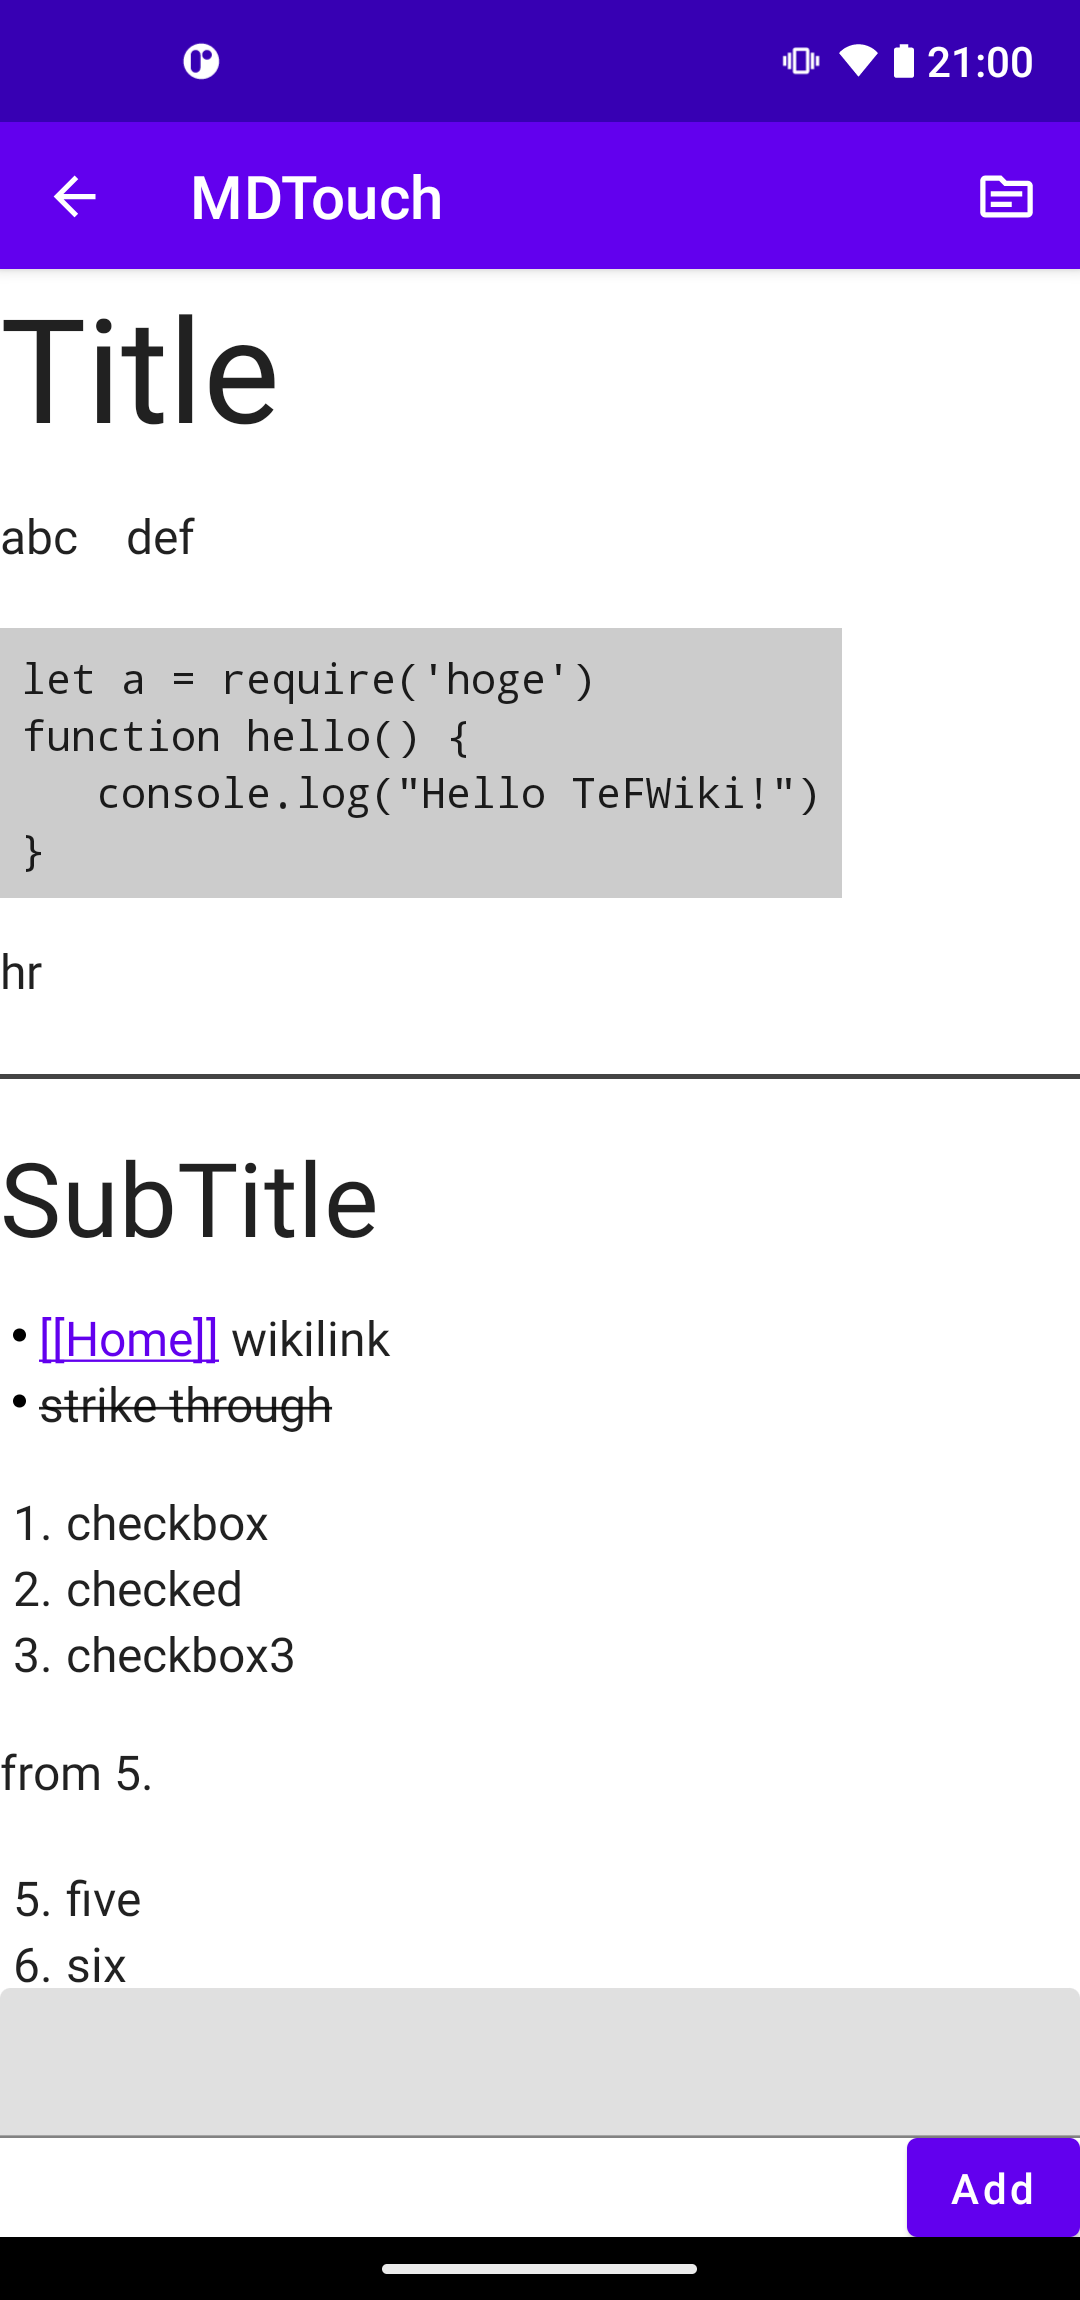 21:00
MDTouch
Title
abc def
let a = require('hoge')
function hello() {
   console.log("Hello TeFWiki!")
}
hr
SubTitle
• [[Home]] wikilink
• strike through
1. checkbox
2. checked
3. checkbox3
from 5.
5. five
6. six
Add